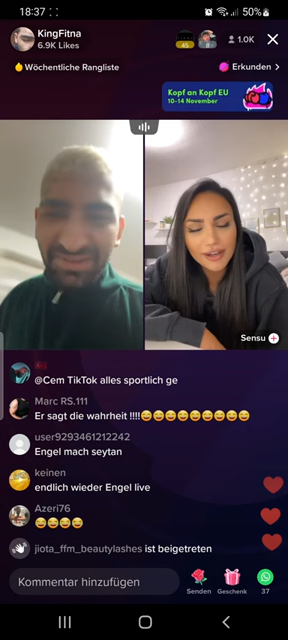 18:37
50%
KingFitna
6.9K Likes
45
1.0K
Wöchentliche Rangliste
Erkunden >
Kopf an Kopf EU
10-14 November
Sensu
@Cem TikTok alles sportlich ge
Marc RS.111
Er sagt die wahrheit !!!!😂😂😂😂😂😂😂😂😂
user9293461212242
Engel mach seytan
keinen
endlich wieder Engel live
Azeri76
😂😂😂😂
jiota_ffm_beautylashes ist beigetreten
Kommentar hinzufügen
Senden
Geschenk
37